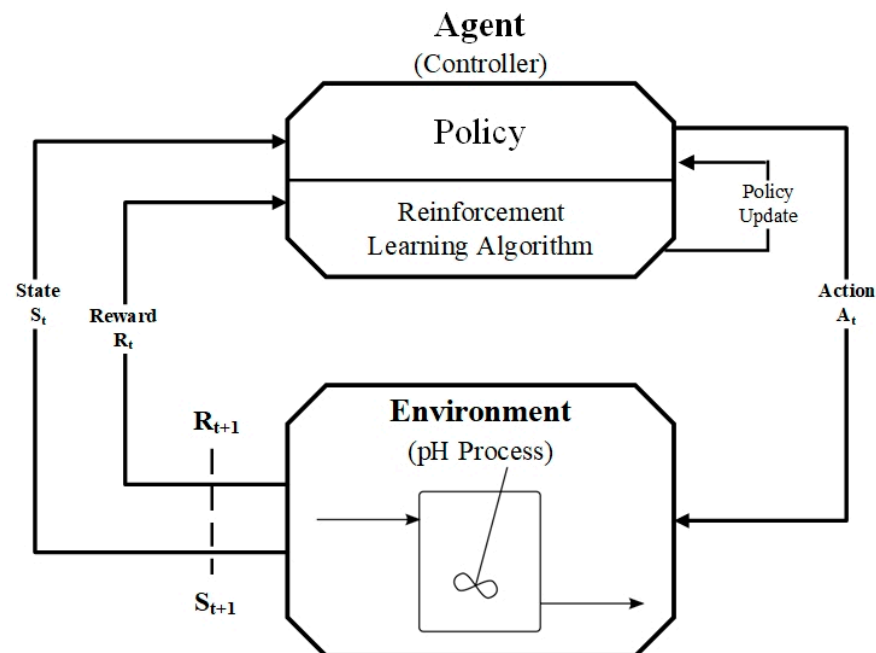 Agent
(Controller)
Policy
Reinforcement
Learning Algorithm
Policy
Update
State
Sₜ
Reward
Rₜ
Action
Aₜ
Environment
(pH Process)
Rₜ₊₁
Sₜ₊₁